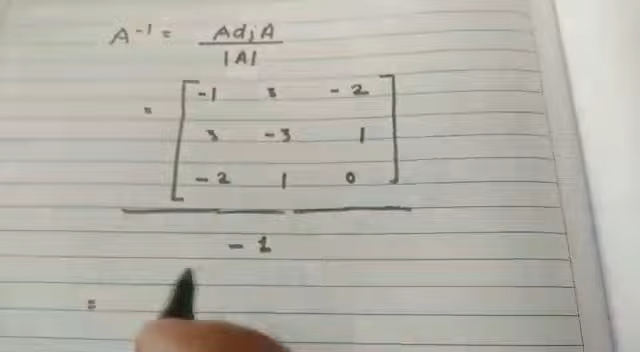 A⁻¹ = AdjA
|A|
= [ -1 3 -2
3 -3 1
-2 1 0 ]
- 1
=